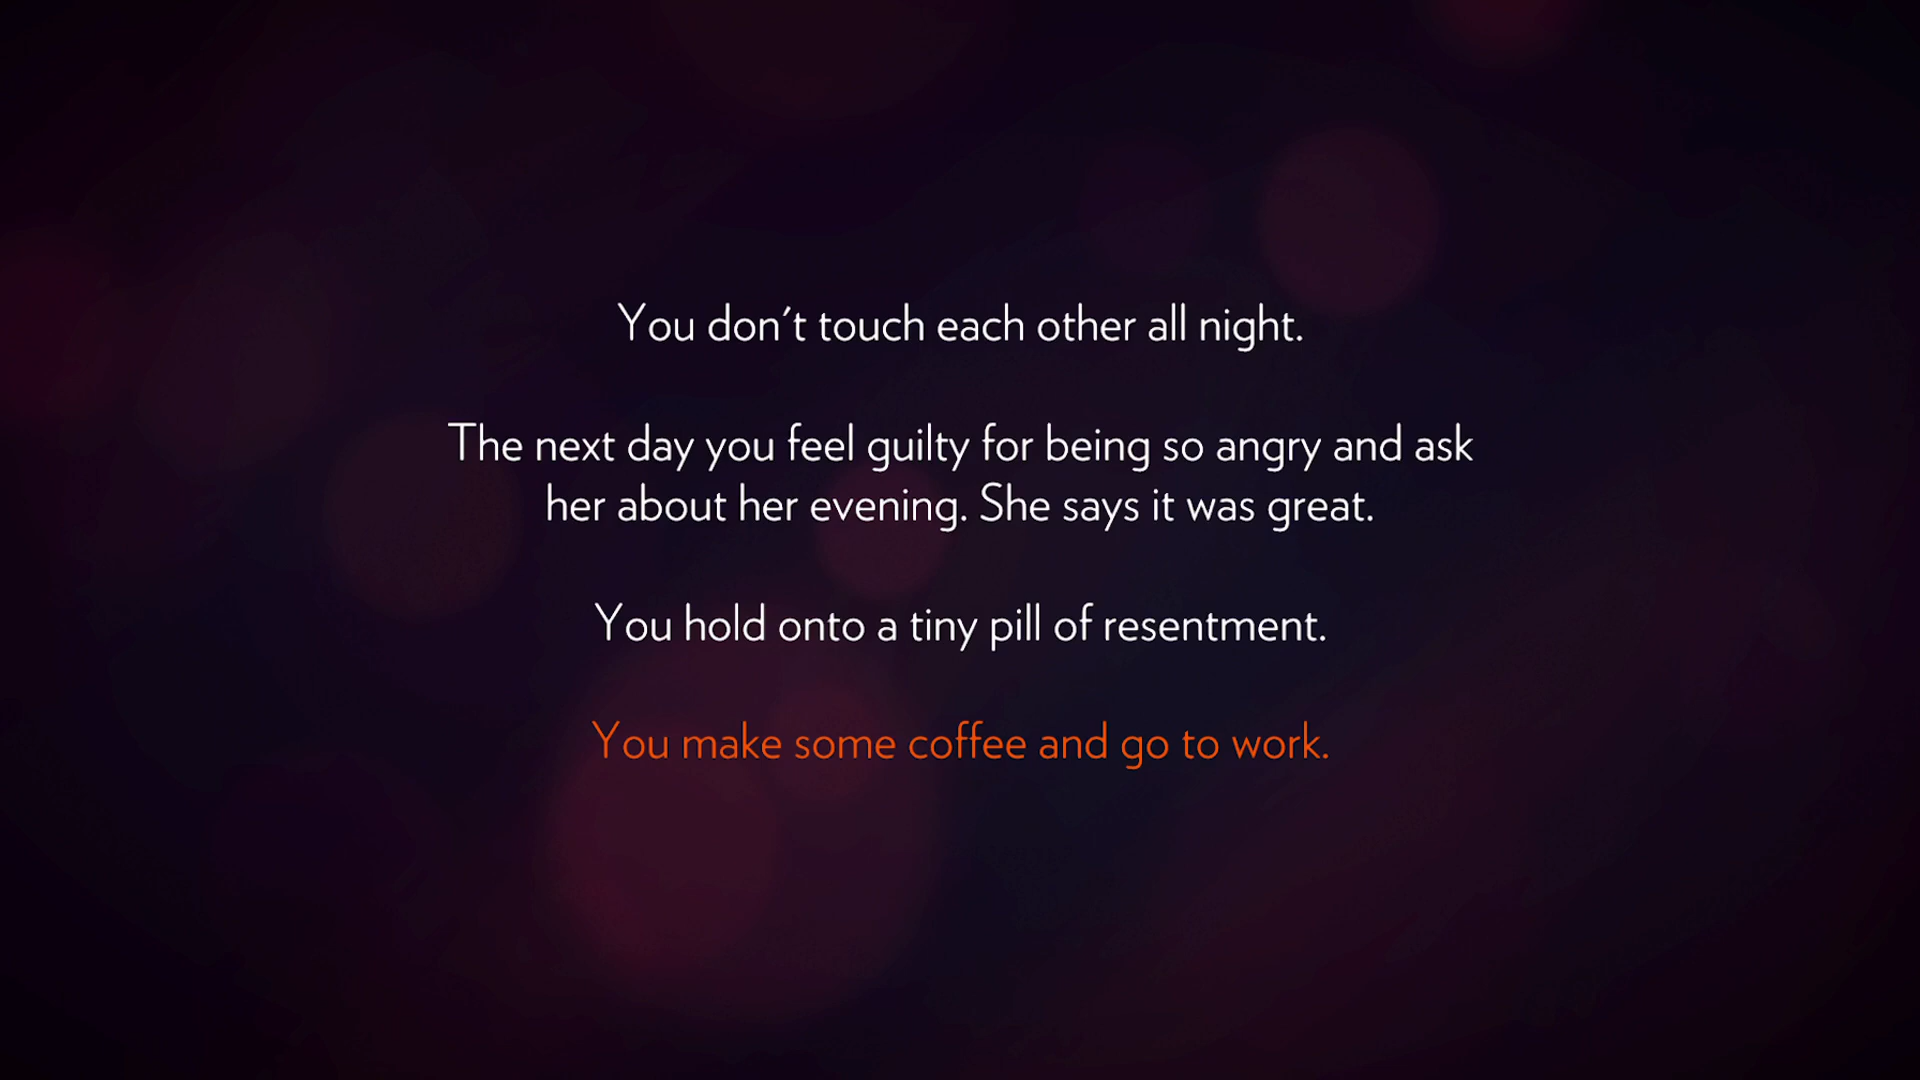 You don't touch each other all night.
The next day you feel guilty for being so angry and ask
her about her evening. She says it was great.
You hold onto a tiny pill of resentment.
You make some coffee and go to work.